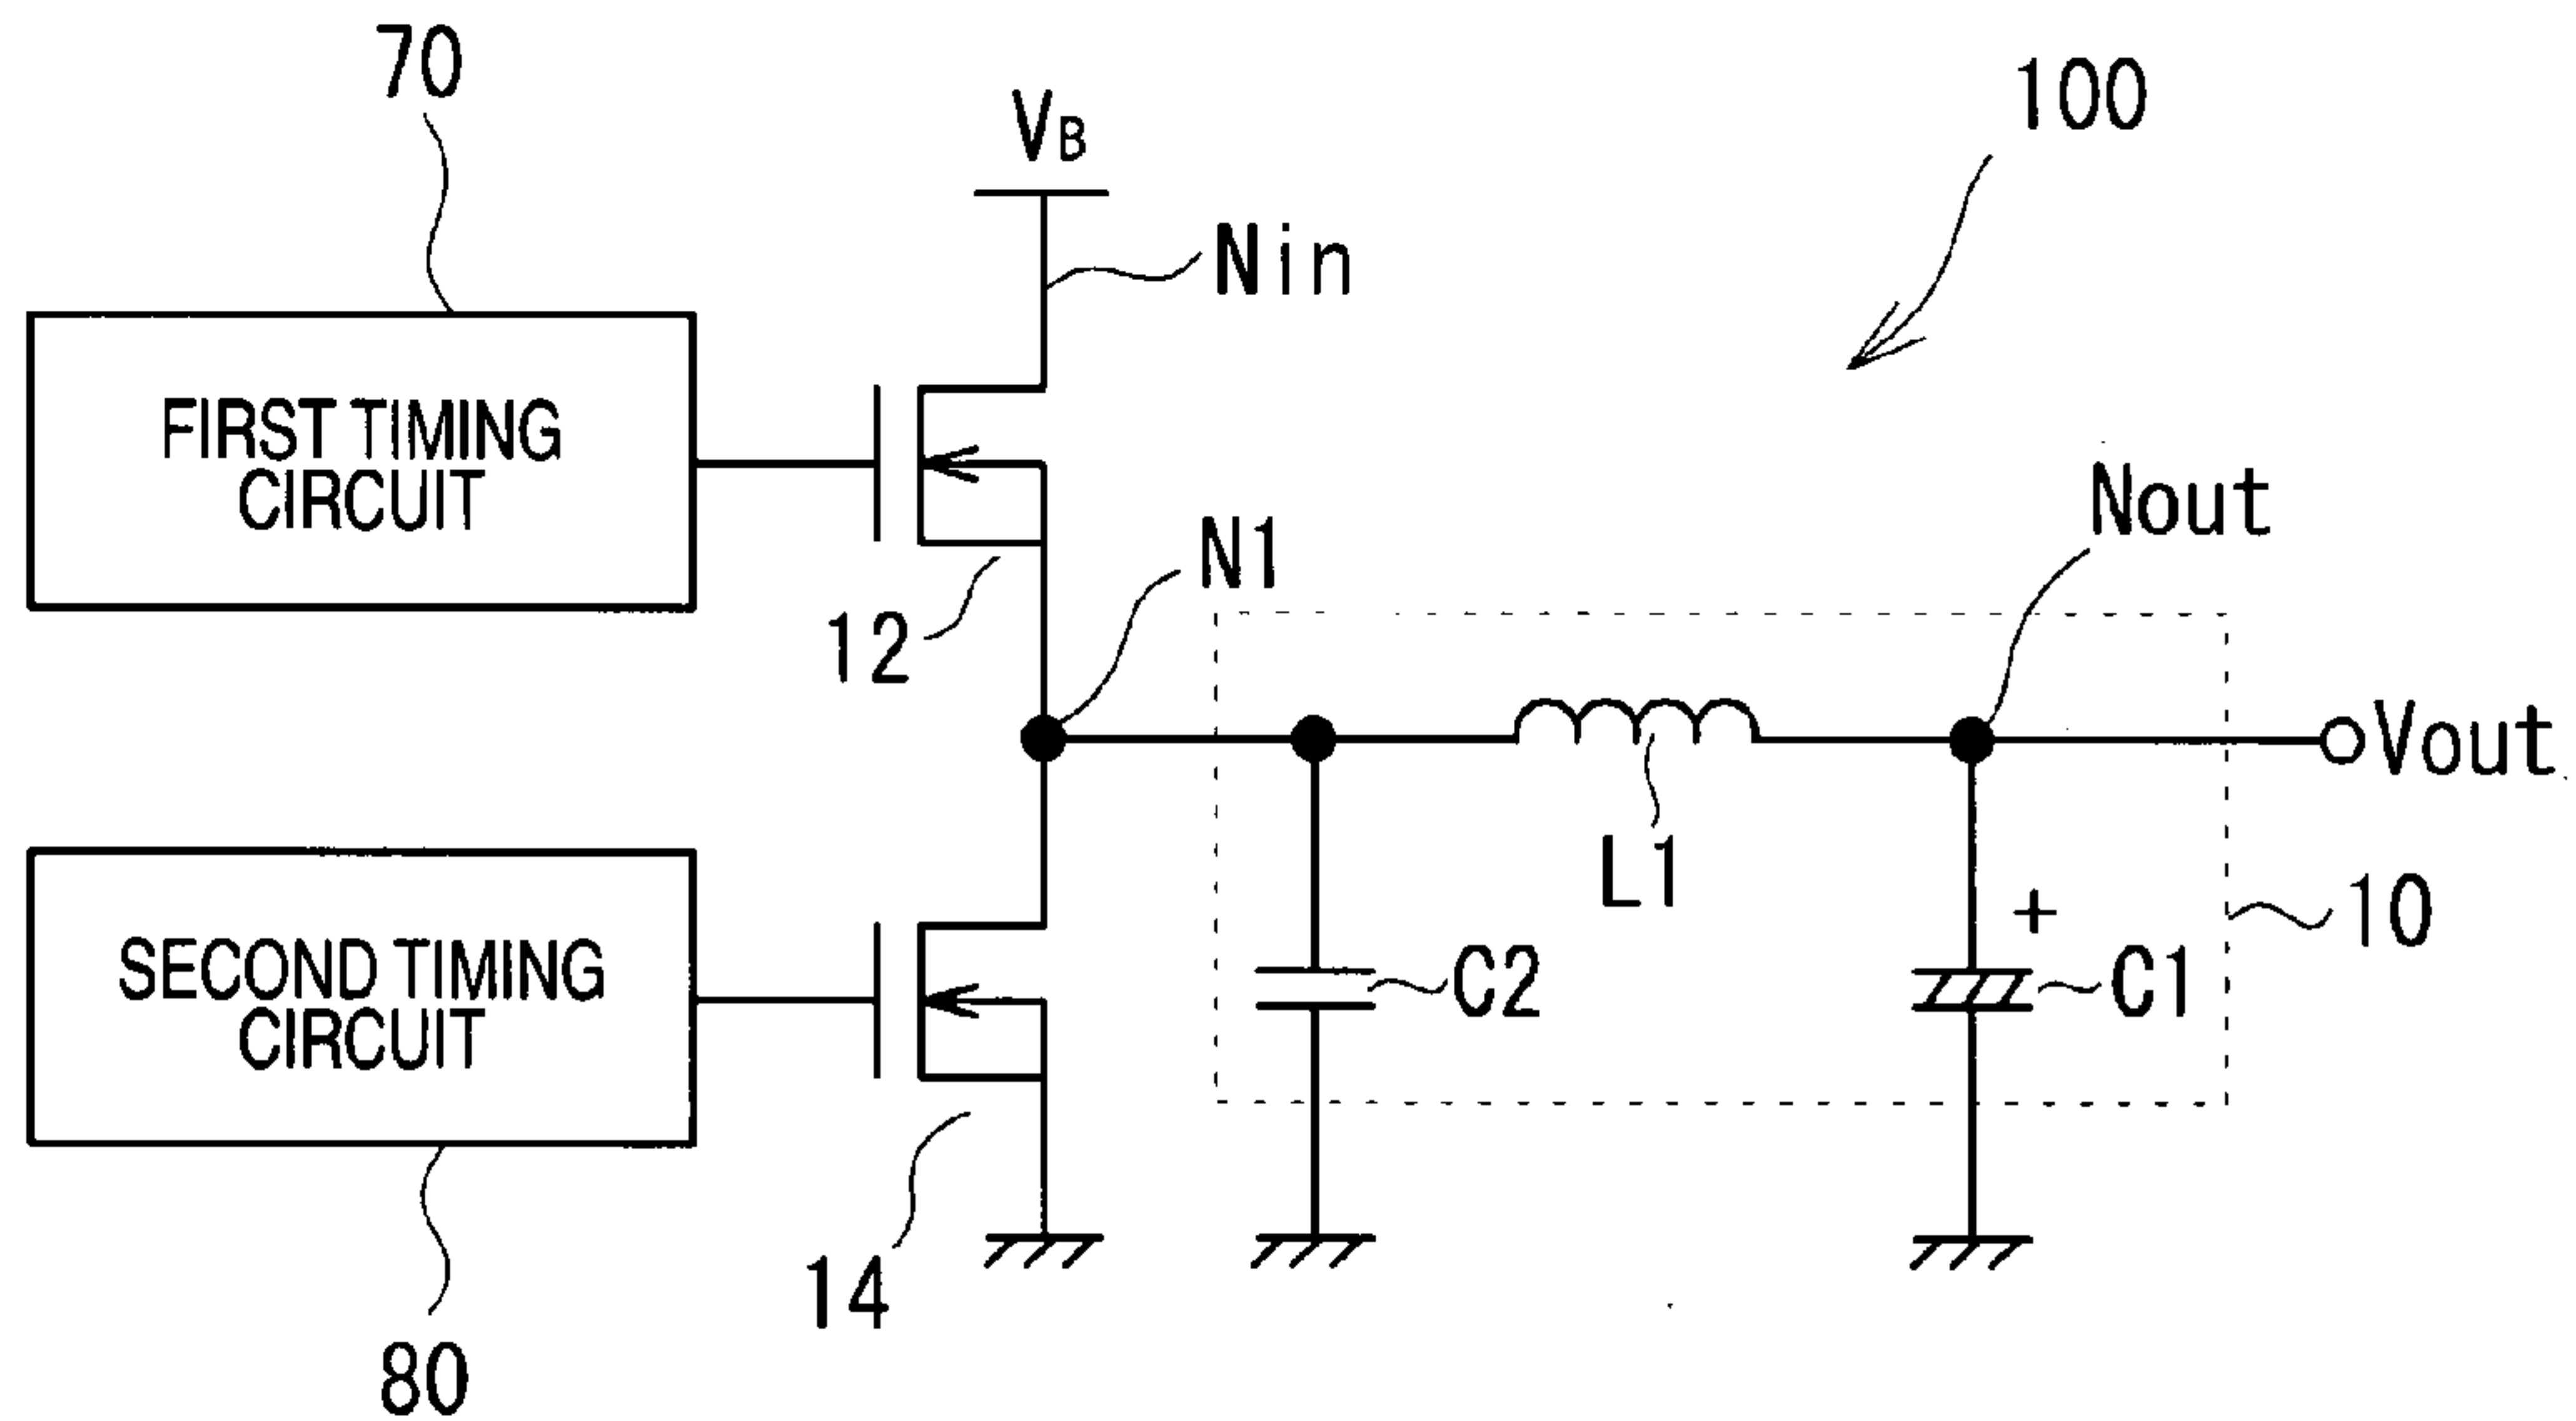 70
100
VB
Nin
FIRST TIMING
CIRCUIT
Nout
N1
12
Vout
L1
10
+
SECOND TIMING
CIRCUIT
C2
C1
14
80